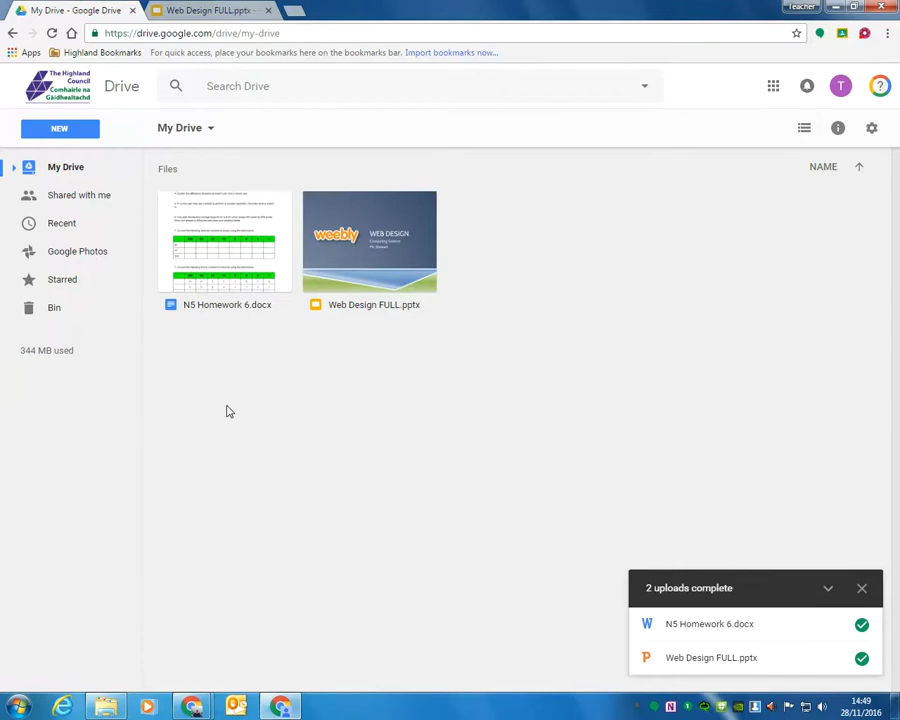 My Drive - Google Drive
Web Design FULL.pptx -
Teacher
https://drive.google.com/drive/my-drive
Apps
Highland Bookmarks
For quick access, place your bookmarks here on the bookmarks bar. Import bookmarks now...
The Highland
Council
Comhairle na
Gàidhealtachd
Drive
Search Drive
T
?
NEW
My Drive
My Drive
Files
NAME
Shared with me
Recent
Google Photos
Starred
Bin
344 MB used
weebly
WEB DESIGN
Computing Science
Mr. Stewart
N5 Homework 6.docx
Web Design FULL.pptx
2 uploads complete
W N5 Homework 6.docx
P Web Design FULL.pptx
14:49
28/11/2016